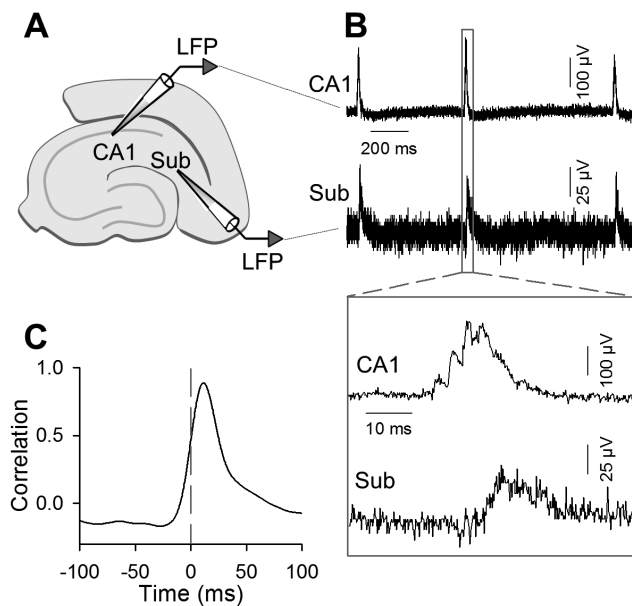 A
LFP
CA1
Sub
LFP
B
CA1
100 µV
200 ms
Sub
25 µV
CA1
100 µV
10 ms
Sub
25 µV
C
Correlation
1.0
0.5
0.0
-100 -50 0 50 100
Time (ms)